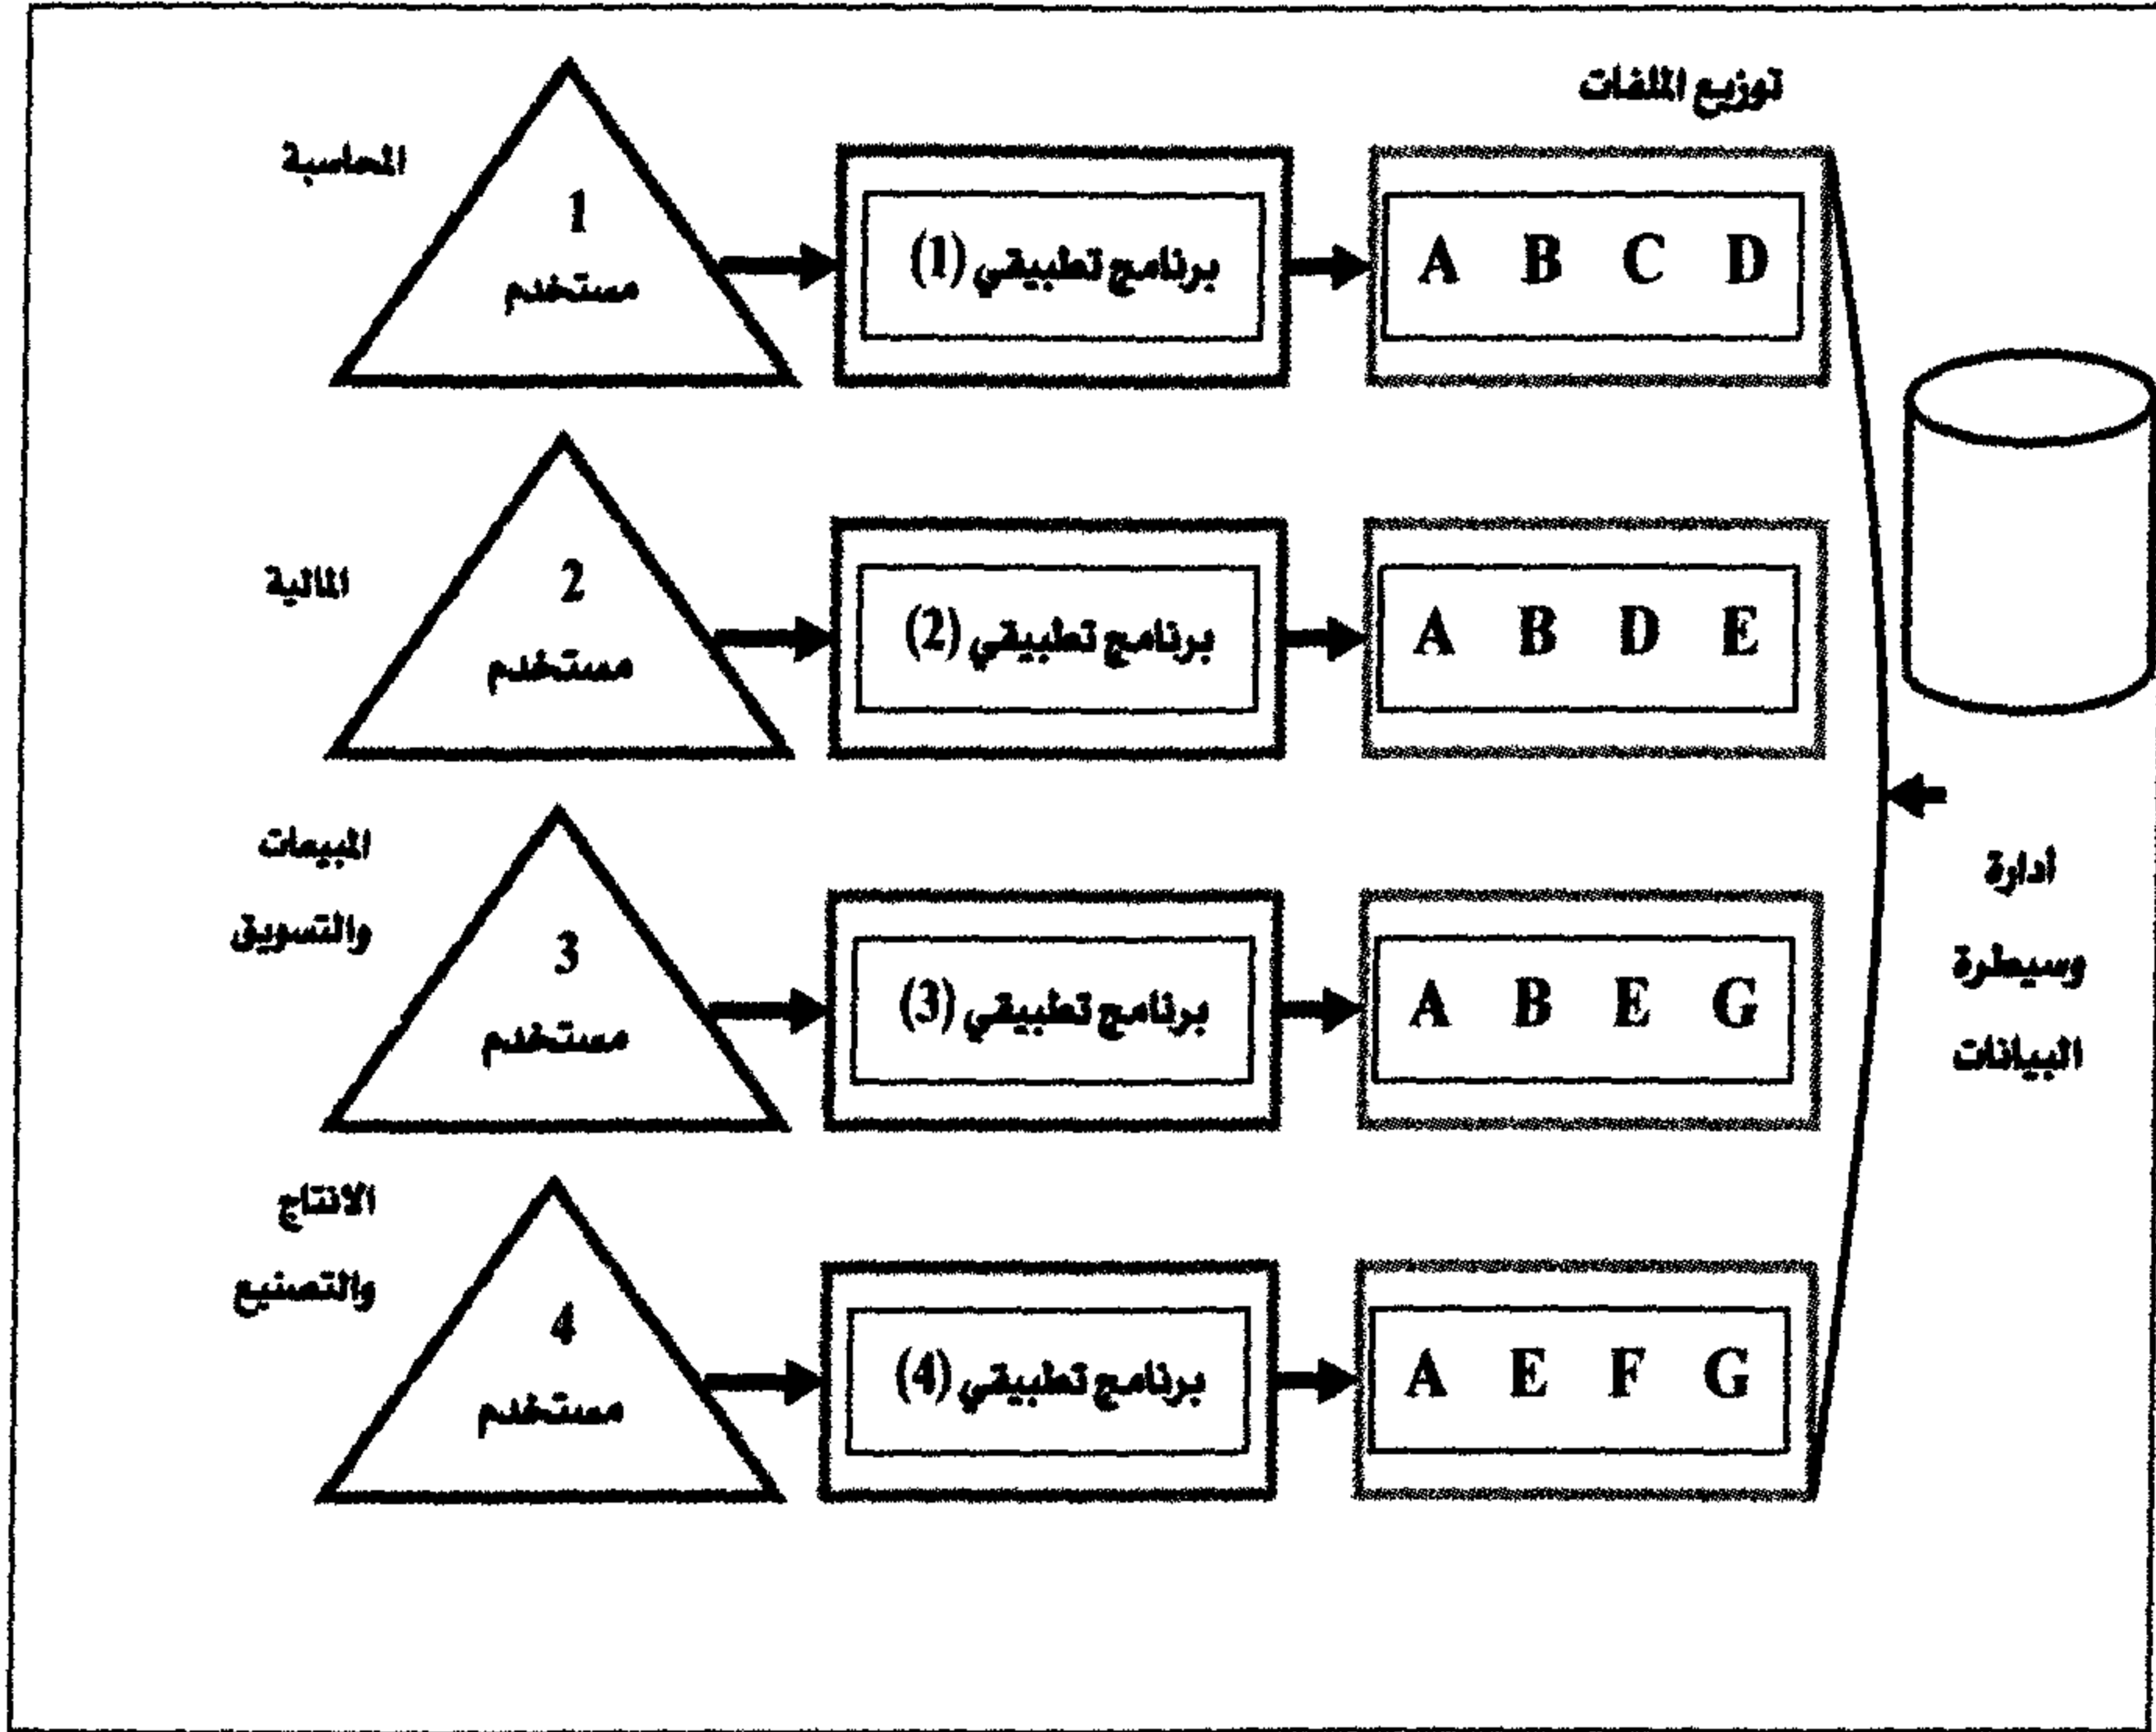 توزيع الملفات
المحاسبة
1
مستخدم
برنامج تطبيقي (1)
A B C D
المالية
2
مستخدم
برنامج تطبيقي (2)
A B D E
المبيعات
والتسويق
3
مستخدم
برنامج تطبيقي (3)
A B E G
أدارة
وسيطرة
البيانات
الانتاج
والتصنيع
4
مستخدم
برنامج تطبيقي (4)
A E F G